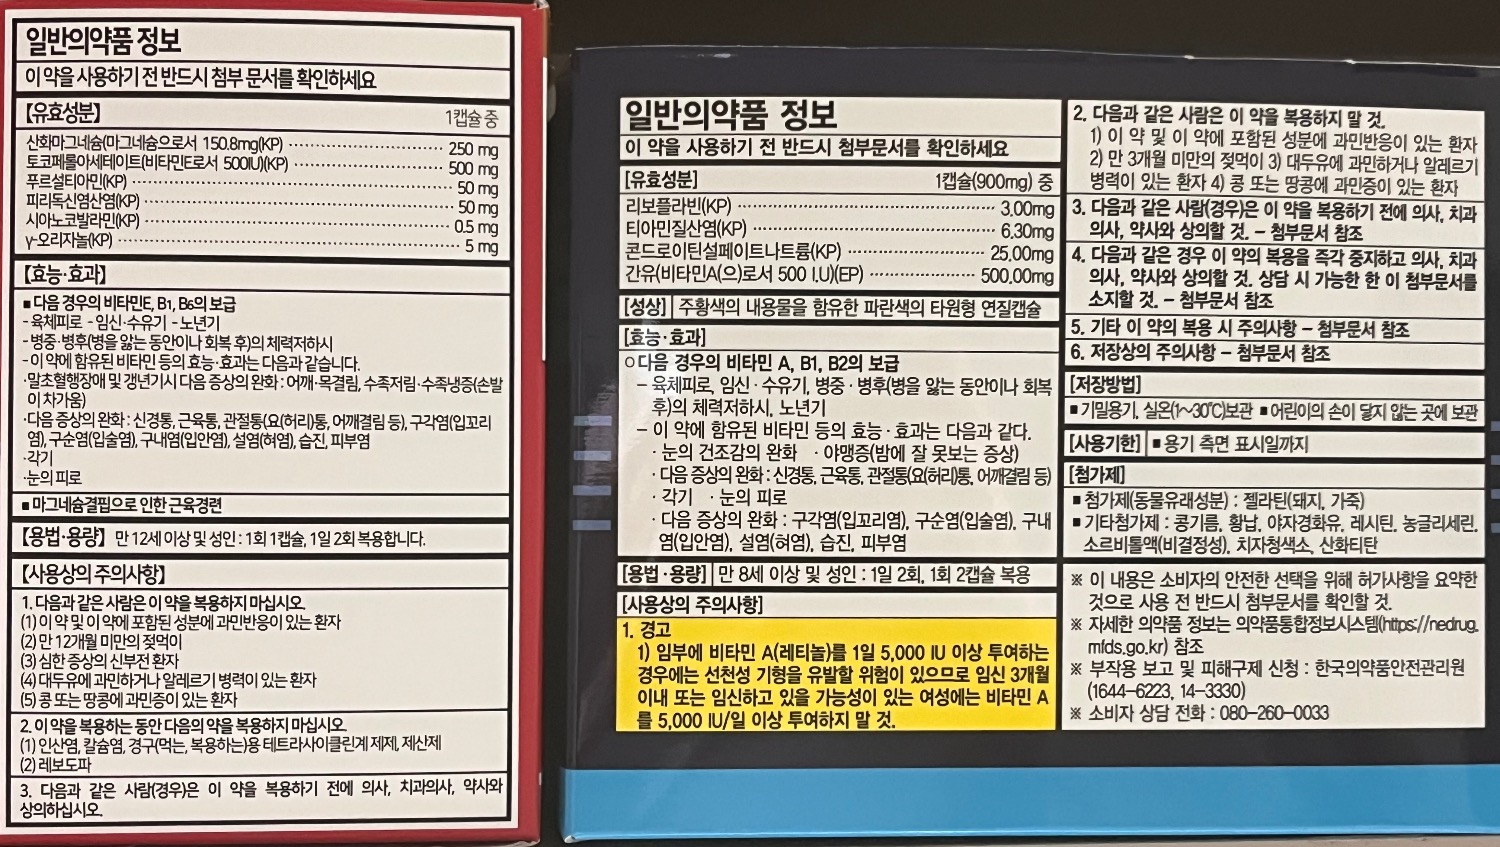 일반의약품 정보
이 약을 사용하기 전 반드시 첨부 문서를 확인하세요
【유효성분】 1캡슐 중
산화마그네슘(마그네슘으로서 150.8mg(KP) 250 mg
토코페롤아세테이트(비타민E로서 500IU)(KP) 500 mg
푸르설티아민(KP) 50 mg
피리독신염산염(KP) 50 mg
시아노코발라민(KP) 0.5 mg
γ-오리자놀(KP) 5 mg
【효능·효과】
■ 다음 경우의 비타민E, B1, B6의 보급
- 육체피로 - 임신·수유기 - 노년기
- 병중·병후(병을 앓는 동안이나 회복 후)의 체력저하시
- 이 약에 함유된 비타민 등의 효능·효과는 다음과 같습니다.
·말초혈행장애 및 갱년기시 다음 증상의 완화 : 어깨·목결림, 수족저림·수족냉증(손발
이 차가움)
·다음 증상의 완화 : 신경통, 근육통, 관절통(요(허리)통, 어깨결림 등), 구각염(입꼬리
염), 구순염(입술염), 구내염(입안염), 설염(혀염), 습진, 피부염
·각기
·눈의 피로
■ 마그네슘결핍으로 인한 근육경련
【용법·용량】 만 12세 이상 및 성인 : 1회 1캡슐, 1일 2회 복용합니다.
【사용상의 주의사항】
1. 다음과 같은 사람은 이 약을 복용하지 마십시오.
(1) 이 약 및 이 약에 포함된 성분에 과민반응이 있는 환자
(2) 만 12개월 미만의 젖먹이
(3) 심한 증상의 신부전 환자
(4) 대두유에 과민하거나 알레르기 병력이 있는 환자
(5) 콩 또는 땅콩에 과민증이 있는 환자
2. 이 약을 복용하는 동안 다음의 약을 복용하지 마십시오.
(1) 인산염, 칼슘염, 경구(먹는, 복용하는)용 테트라사이클린계 제제, 제산제
(2) 레보도파
3. 다음과 같은 사람(경우)은 이 약을 복용하기 전에 의사, 치과의사, 약사와
상의하십시오.
일반의약품 정보
이 약을 사용하기 전 반드시 첨부문서를 확인하세요
[유효성분] 1캡슐(900mg) 중
리보플라빈(KP) 3.00mg
티아민질산염(KP) 6.30mg
콘드로이틴설페이트나트륨(KP) 25.00mg
간유(비타민A(으)로서 500 I.U)(EP) 500.00mg
[성상] 주황색의 내용물을 함유한 파란색의 타원형 연질캡슐
[효능·효과]
○다음 경우의 비타민 A, B1, B2의 보급
- 육체피로, 임신·수유기, 병중·병후(병을 앓는 동안이나 회복
후)의 체력저하시, 노년기
- 이 약에 함유된 비타민 등의 효능·효과는 다음과 같다.
· 눈의 건조감의 완화 · 야맹증(밤에 잘 못보는 증상)
· 다음 증상의 완화 : 신경통, 근육통, 관절통(요(허리)통, 어깨결림 등)
· 각기 · 눈의 피로
· 다음 증상의 완화 : 구각염(입꼬리염), 구순염(입술염), 구내
염(입안염), 설염(혀염), 습진, 피부염
[용법·용량] 만 8세 이상 및 성인 : 1일 2회, 1회 2캡슐 복용
[사용상의 주의사항]
1. 경고
1) 임부에 비타민 A(레티놀)를 1일 5,000 IU 이상 투여하는
경우에는 선천성 기형을 유발할 위험이 있으므로 임신 3개월
이내 또는 임신하고 있을 가능성이 있는 여성에는 비타민 A
를 5,000 IU/일 이상 투여하지 말 것.
2. 다음과 같은 사람은 이 약을 복용하지 말 것.
1) 이 약 및 이 약에 포함된 성분에 과민반응이 있는 환자
2) 만 3개월 미만의 젖먹이 3) 대두유에 과민하거나 알레르기
병력이 있는 환자 4) 콩 또는 땅콩에 과민증이 있는 환자
3. 다음과 같은 사람(경우)은 이 약을 복용하기 전에 의사, 치과
의사, 약사와 상의할 것. - 첨부문서 참조
4. 다음과 같은 경우 이 약의 복용을 즉각 중지하고 의사, 치과
의사, 약사와 상의할 것. 상담 시 가능한 한 이 첨부문서를
소지할 것. - 첨부문서 참조
5. 기타 이 약의 복용 시 주의사항 - 첨부문서 참조
6. 저장상의 주의사항 - 첨부문서 참조
[저장방법]
■ 기밀용기, 실온(1~30℃)보관 ■ 어린이의 손이 닿지 않는 곳에 보관
[사용기한] ■ 용기 측면 표시일까지
[첨가제]
■ 첨가제(동물유래성분) : 젤라틴(돼지, 가죽)
■ 기타첨가제 : 콩기름, 황납, 야자경화유, 레시틴, 농글리세린,
소르비톨액(비결정성), 치자청색소, 산화티탄
※ 이 내용은 소비자의 안전한 선택을 위해 허가사항을 요약한
것으로 사용 전 반드시 첨부문서를 확인할 것.
※ 자세한 의약품 정보는 의약품통합정보시스템(https://nedrug.
mfds.go.kr) 참조
※ 부작용 보고 및 피해구제 신청 : 한국의약품안전관리원
(1644-6223, 14-3330)
※ 소비자 상담 전화 : 080-260-0033